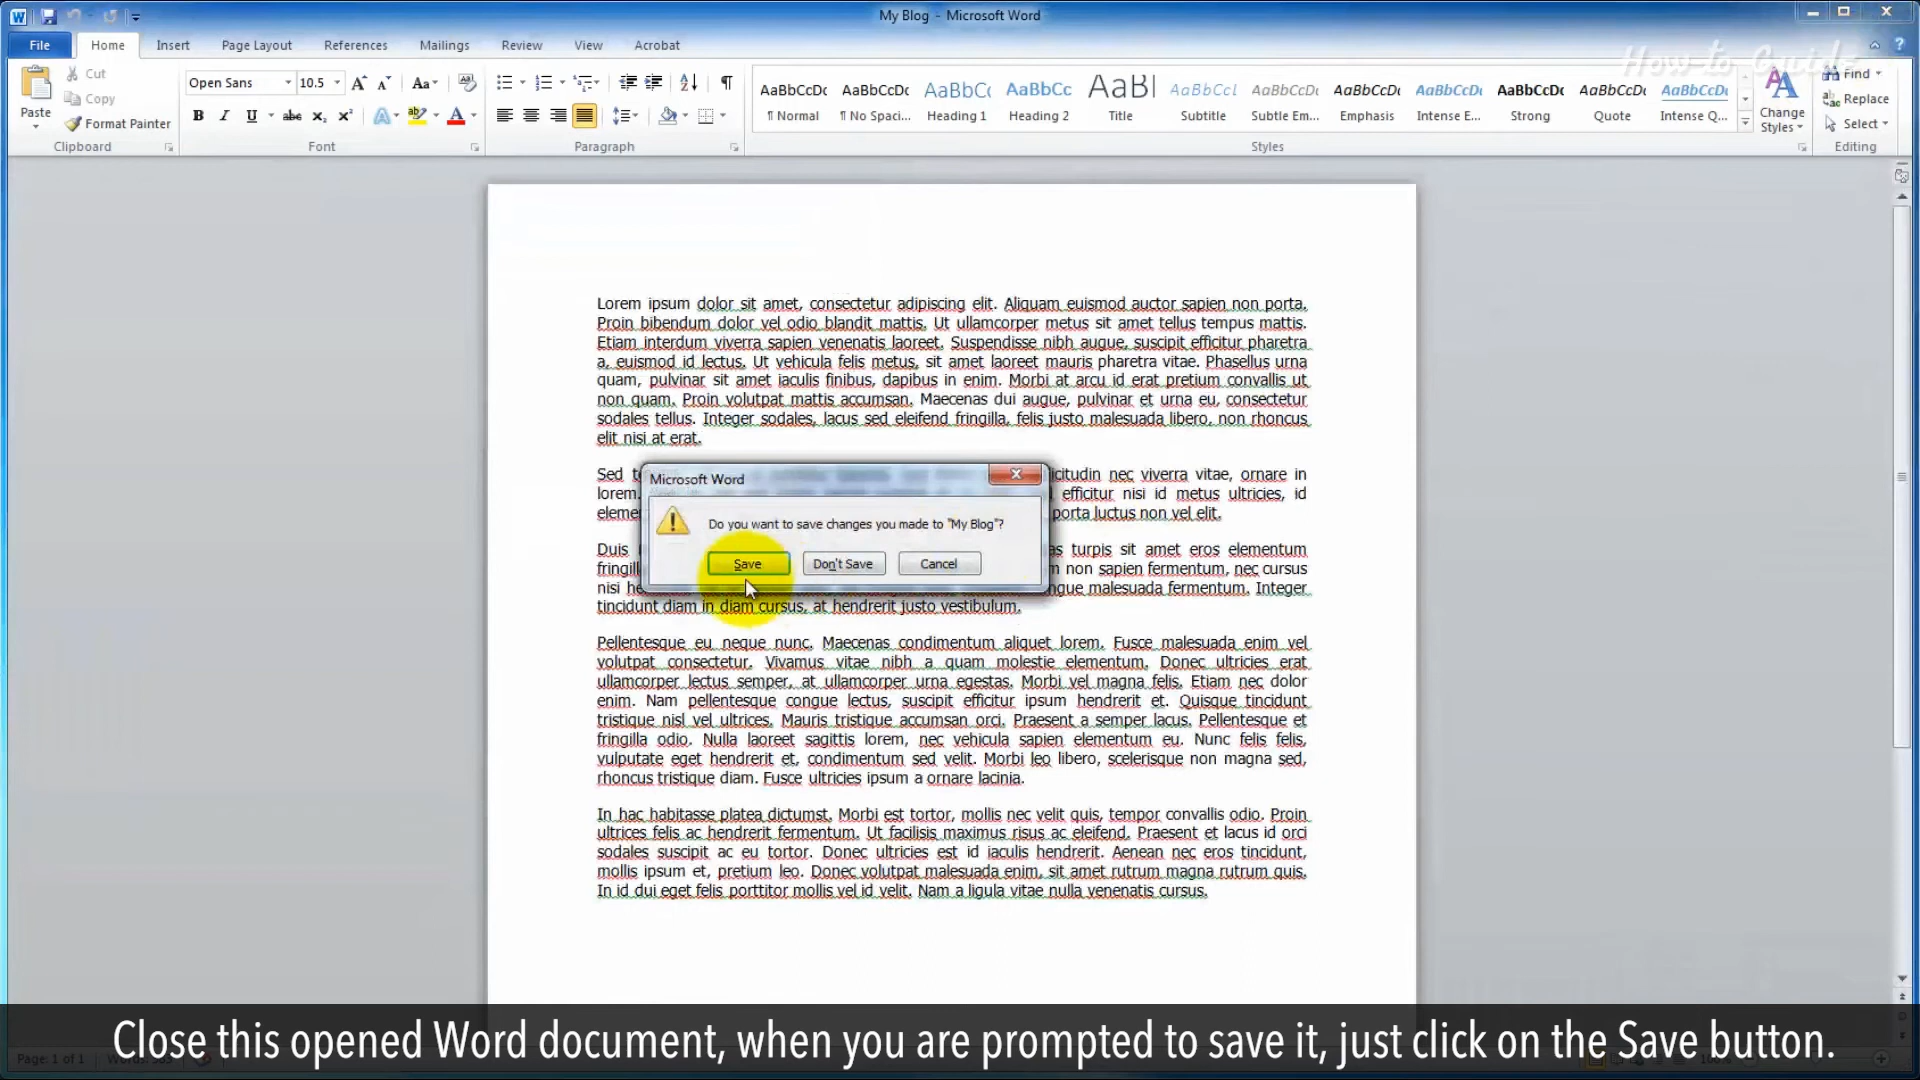 My Blog - Microsoft Word
File Home Insert Page Layout References Mailings Review View Acrobat
How-to Guide
Paste Cut Copy Format Painter
Open Sans 10.5 Aa
B I U abc
AaBbCcDc AaBbCcDc AaBbC( AaBbCc AaBl AaBbCcl AaBbCcDc AaBbCcDc AaBbCcDc AaBbCcDc AaBbCcDc AaBbCcDc
¶ Normal ¶ No Spaci... Heading 1 Heading 2 Title Subtitle Subtle Em... Emphasis Intense E... Strong Quote Intense Q...
Change Styles
Find
Replace
Select
Clipboard Font Paragraph Styles Editing
Lorem ipsum dolor sit amet, consectetur adipiscing elit. Aliquam euismod auctor sapien non porta.
Proin bibendum dolor vel odio blandit mattis. Ut ullamcorper metus sit amet tellus tempus mattis.
Etiam interdum viverra sapien venenatis laoreet. Suspendisse nibh augue, suscipit efficitur pharetra
a, euismod id lectus. Ut vehicula felis metus, sit amet laoreet mauris pharetra vitae. Phasellus urna
quam, pulvinar sit amet iaculis finibus, dapibus in enim. Morbi at arcu id erat pretium convallis ut
non quam. Proin volutpat mattis accumsan. Maecenas dui augue, pulvinar et urna eu, consectetur
sodales tellus. Integer sodales, lacus sed eleifend fringilla, felis justo malesuada libero, non rhoncus
elit nisi at erat.
Sed icitudin nec viverra vitae, ornare in
lorem. efficitur nisi id metus ultricies, id
eleme porta luctus non vel elit.
Microsoft Word
Do you want to save changes you made to "My Blog"?
Save Don't Save Cancel
Duis as turpis sit amet eros elementum
fringill m non sapien fermentum, nec cursus
nisi he ngue malesuada fermentum. Integer
tincidunt diam in diam cursus, at hendrerit justo vestibulum.
Pellentesque eu neque nunc. Maecenas condimentum aliquet lorem. Fusce malesuada enim vel
volutpat consectetur. Vivamus vitae nibh a quam molestie elementum. Donec ultricies erat
ullamcorper lectus semper, at ullamcorper urna egestas. Morbi vel magna felis. Etiam nec dolor
enim. Nam pellentesque congue lectus, suscipit efficitur ipsum hendrerit et. Quisque tincidunt
tristique nisl vel ultrices. Mauris tristique accumsan orci. Praesent a semper lacus. Pellentesque et
fringilla odio. Nulla laoreet sagittis lorem, nec vehicula sapien elementum eu. Nunc felis felis,
vulputate eget hendrerit et, condimentum sed velit. Morbi leo libero, scelerisque non magna sed,
rhoncus tristique diam. Fusce ultricies ipsum a ornare lacinia.
In hac habitasse platea dictumst. Morbi est tortor, mollis nec velit quis, tempor convallis odio. Proin
ultrices felis ac hendrerit fermentum. Ut facilisis maximus risus ac eleifend. Praesent et lacus id orci
sodales suscipit ac eu tortor. Donec ultricies est id iaculis hendrerit. Aenean nec eros tincidunt,
mollis ipsum et, pretium leo. Donec volutpat malesuada enim, sit amet rutrum magna rutrum quis.
In id dui eget felis porttitor mollis vel id velit. Nam a ligula vitae nulla venenatis cursus.
Close this opened Word document, when you are prompted to save it, just click on the Save button.
Page: 1 of 1